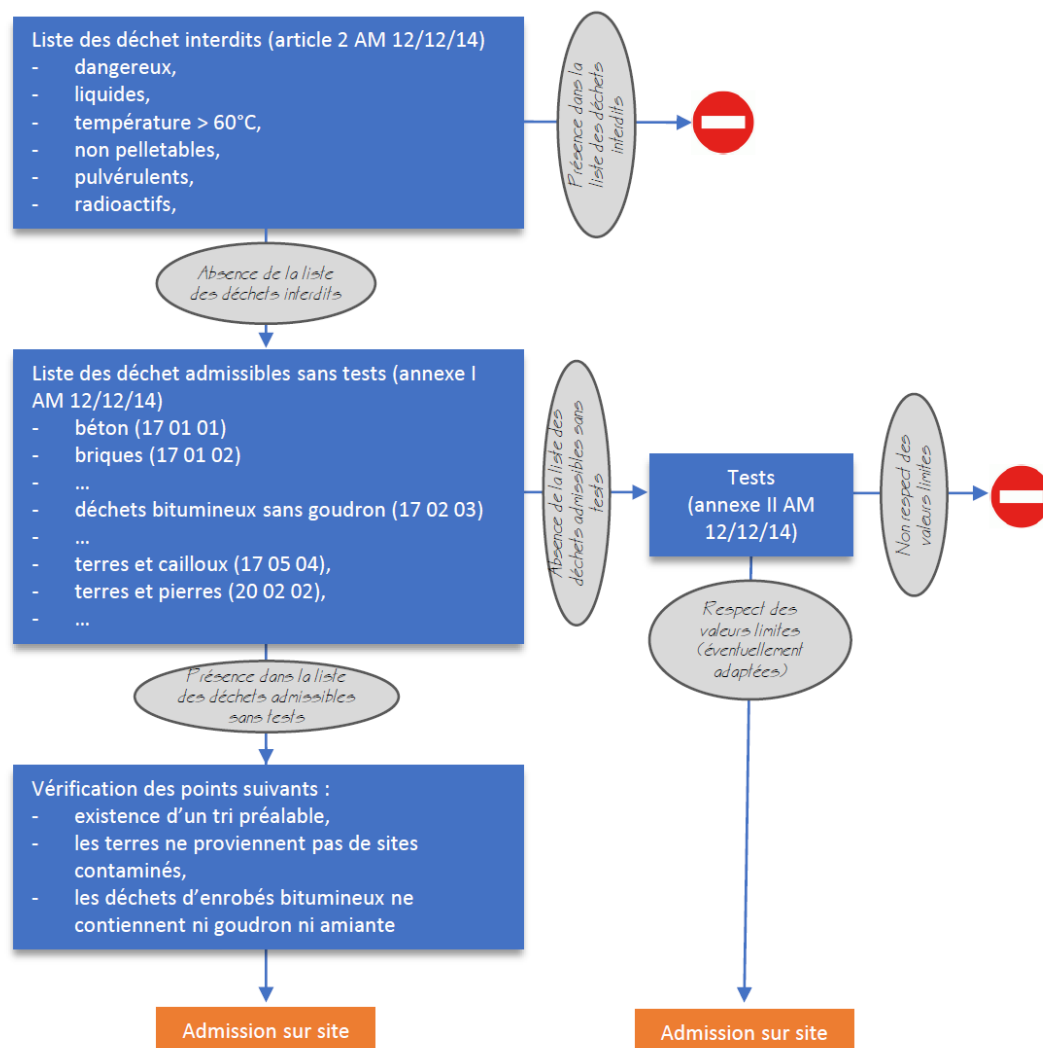 Liste des déchet interdits (article 2 AM 12/12/14)
- dangereux,
- liquides,
- température > 60°C,
- non pelletables,
- pulvérulents,
- radioactifs,
Présence dans la
liste des déchets
interdits
Absence de la liste
des déchets interdits
Liste des déchet admissibles sans tests (annexe I
AM 12/12/14)
- béton (17 01 01)
- briques (17 01 02)
- ...
- déchets bitumineux sans goudron (17 02 03)
- ...
- terres et cailloux (17 05 04),
- terres et pierres (20 02 02),
- ...
Absence de la liste des
déchets admissibles sans
tests
Tests
(annexe II AM
12/12/14)
Non respect des
valeurs limites
Respect des
valeurs limites
(éventuellement
adaptées)
Présence dans la liste
des déchets admissibles
sans tests
Vérification des points suivants :
- existence d'un tri préalable,
- les terres ne proviennent pas de sites
contaminés,
- les déchets d'enrobés bitumineux ne
contiennent ni goudron ni amiante
Admission sur site
Admission sur site